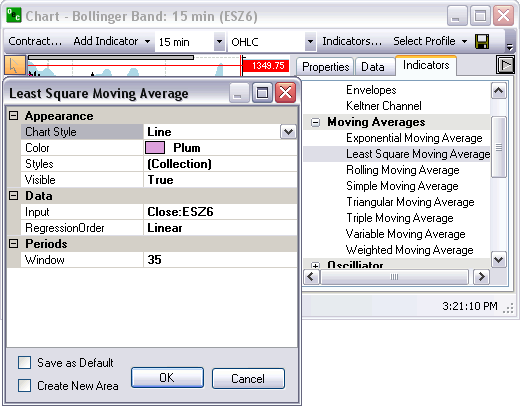 Chart - Bollinger Band: 15 min (ESZ6)
Contract... Add Indicator 15 min OHLC Indicators... Select Profile
1349.75 Properties Data Indicators
Envelopes
Keltner Channel
Moving Averages
Exponential Moving Average
Least Square Moving Average
Rolling Moving Average
Simple Moving Average
Triangular Moving Average
Triple Moving Average
Variable Moving Average
Weighted Moving Average
Oscillator
3:21:10 PM
Least Square Moving Average
Appearance
Chart Style Line
Color Plum
Styles (Collection)
Visible True
Data
Input Close:ESZ6
RegressionOrder Linear
Periods
Window 35
Save as Default
Create New Area
OK Cancel